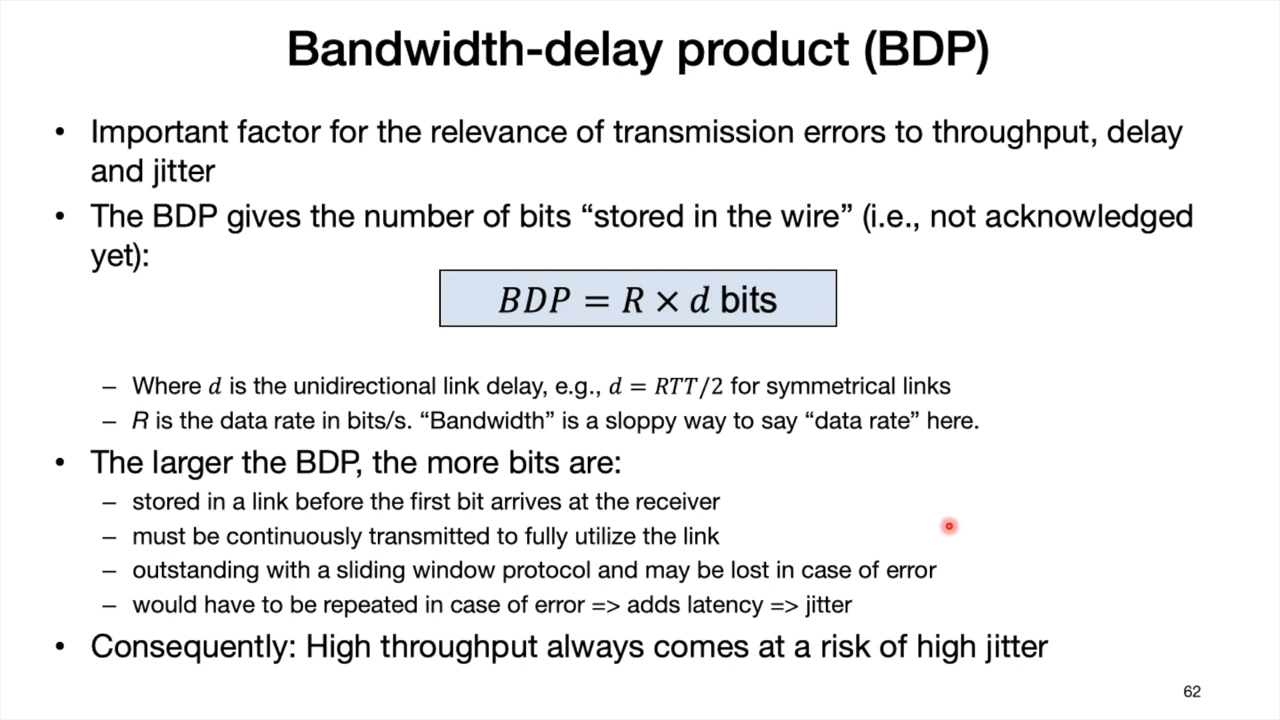 Bandwidth-delay product (BDP)
• Important factor for the relevance of transmission errors to throughput, delay
and jitter
• The BDP gives the number of bits “stored in the wire” (i.e., not acknowledged
yet):
BDP = R × d bits
– Where d is the unidirectional link delay, e.g., d = RTT/2 for symmetrical links
– R is the data rate in bits/s. “Bandwidth” is a sloppy way to say “data rate” here.
• The larger the BDP, the more bits are:
– stored in a link before the first bit arrives at the receiver
– must be continuously transmitted to fully utilize the link
– outstanding with a sliding window protocol and may be lost in case of error
– would have to be repeated in case of error => adds latency => jitter
• Consequently: High throughput always comes at a risk of high jitter
62